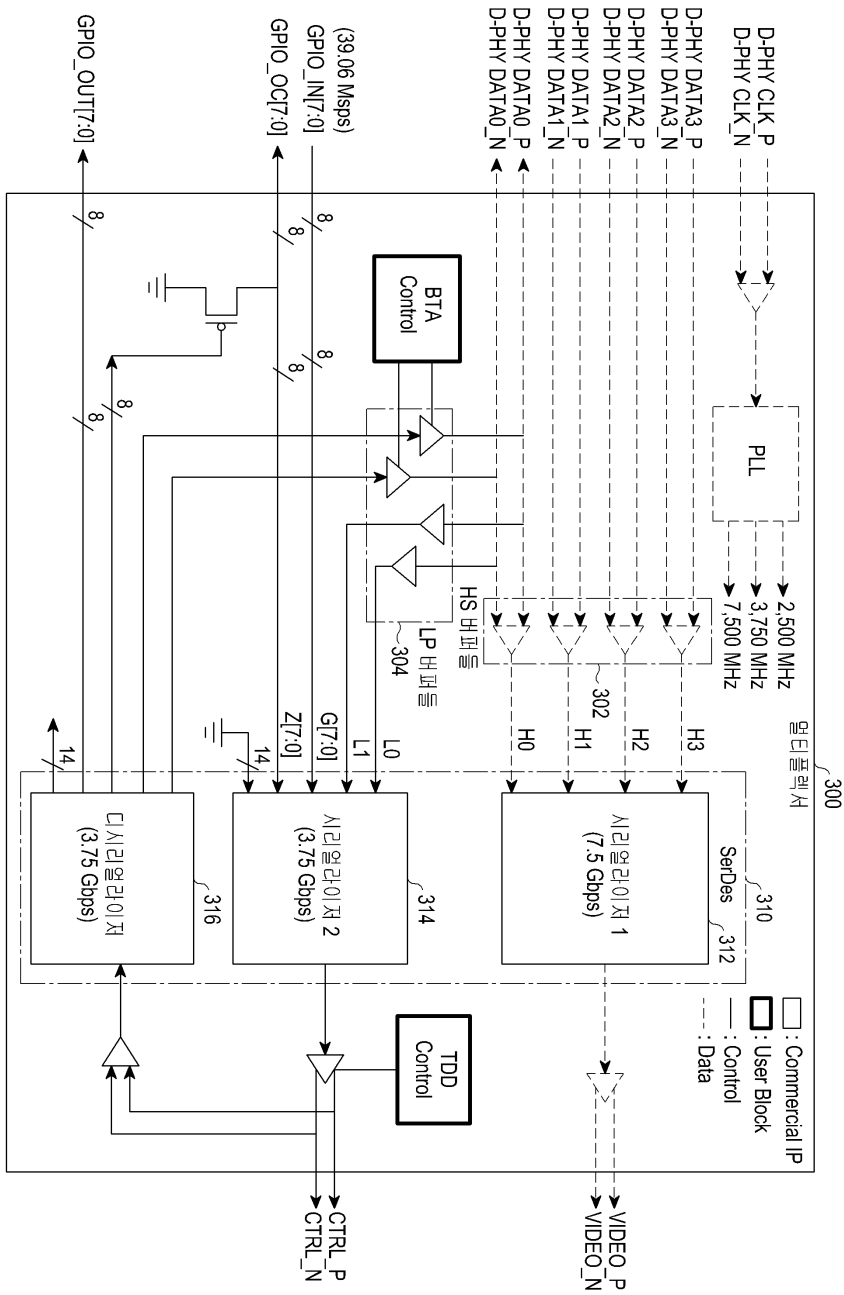 멀티플렉서
300
: Commercial IP
: User Block
: Control
: Data
D-PHY CLK_P
D-PHY CLK_N
PLL
2,500 MHz
3,750 MHz
7,500 MHz
D-PHY DATA3_P
D-PHY DATA3_N
D-PHY DATA2_P
D-PHY DATA2_N
D-PHY DATA1_P
D-PHY DATA1_N
D-PHY DATA0_P
D-PHY DATA0_N
302
HS 버퍼들
H3
H2
H1
H0
310
SerDes
312
시리얼라이저 1
(7.5 Gbps)
VIDEO_P
VIDEO_N
BTA
Control
LP 버퍼들
304
L0
L1
G[7:0]
Z[7:0]
14
314
시리얼라이저 2
(3.75 Gbps)
TDD
Control
CTRL_P
CTRL_N
(39.06 Msps)
GPIO_IN[7:0]
8
8
GPIO_OC[7:0]
8
8
8
GPIO_OUT[7:0]
8
8
14
316
디시리얼라이저
(3.75 Gbps)